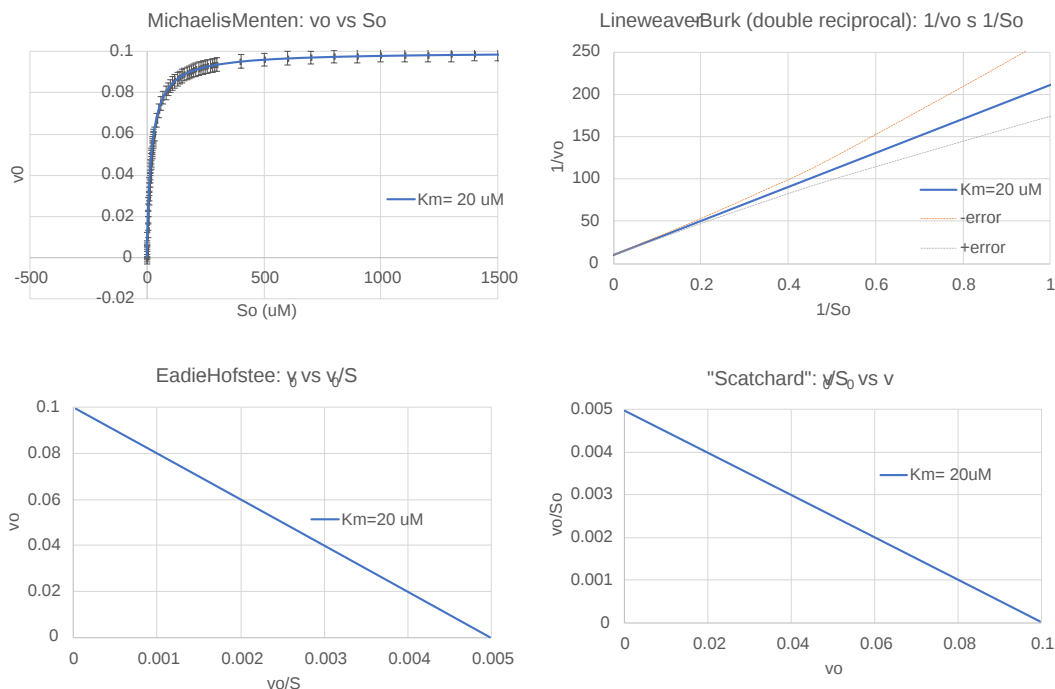 Michaelis-Menten: vo vs So
0.1
0.08
0.06
0.04
0.02
0
-0.02
v0
-500
0
500
1000
1500
So (uM)
Km= 20 uM
Lineweaver-Burk (double reciprocal): 1/vo s 1/So
250
200
150
100
50
0
1/vo
0
0.2
0.4
0.6
0.8
1
1/So
Km=20 uM
-error
+error
Eadie-Hofstee: v0 vs v0/S
0.1
0.08
0.06
0.04
0.02
0
vo
0
0.001
0.002
0.003
0.004
0.005
vo/S
Km=20 uM
"Scatchard": v0/S0 vs v
0.005
0.004
0.003
0.002
0.001
0
vo/So
0
0.02
0.04
0.06
0.08
0.1
vo
Km= 20uM